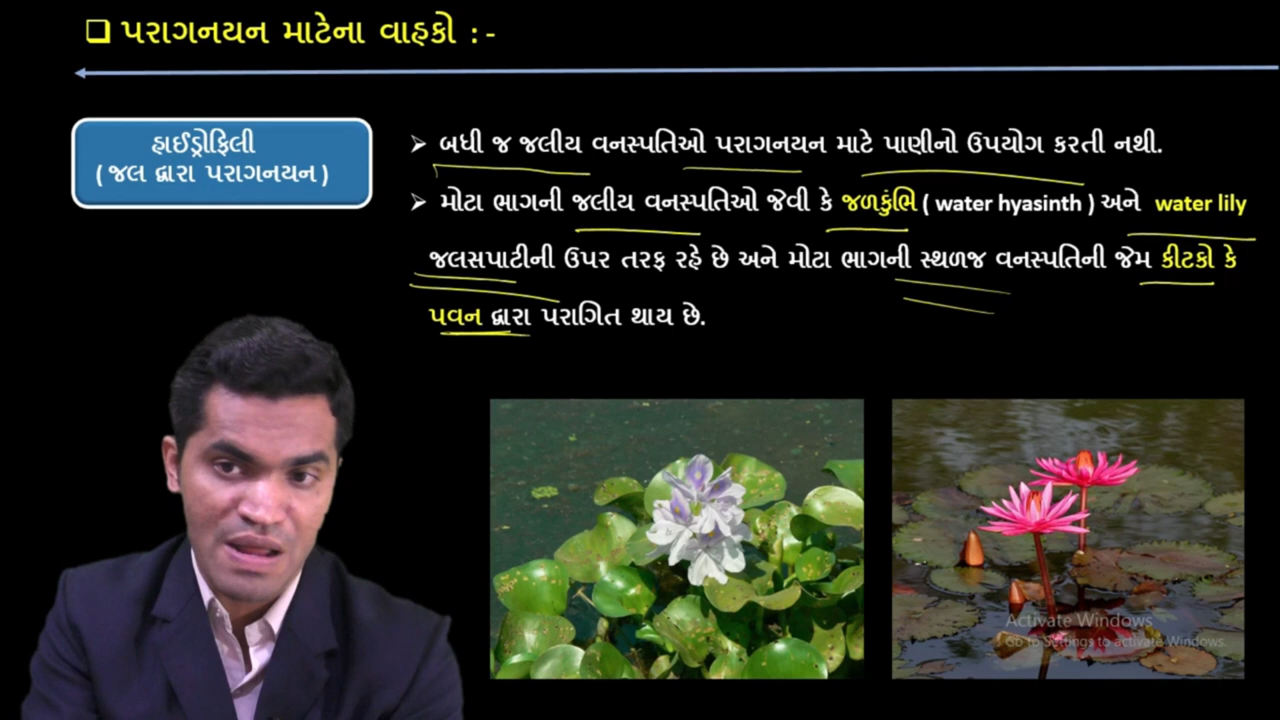 ❑ પરાગનયન માટેના વાહકો :-
હાઈડ્રોફિલી
( જલ દ્વારા પરાગનયન )
➢ બધી જ જલીય વનસ્પતિઓ પરાગનયન માટે પાણીનો ઉપયોગ કરતી નથી.
➢ મોટા ભાગની જલીય વનસ્પતિઓ જેવી કે જળકુંભિ ( water hyasinth ) અને water lily
જલસપાટીની ઉપર તરફ રહે છે અને મોટા ભાગની સ્થળજ વનસ્પતિની જેમ કીટકો કે
પવન દ્વારા પરાગિત થાય છે.
Activate Windows
Go to Settings to activate Windows.